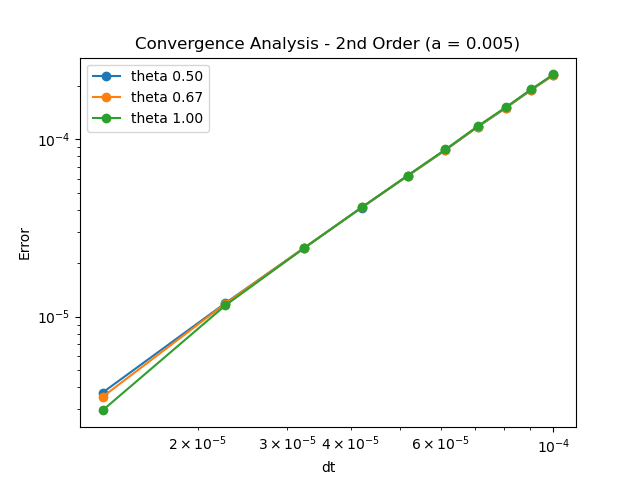 Convergence Analysis - 2nd Order (a = 0.005)
theta 0.50
theta 0.67
theta 1.00
10⁻⁴
10⁻⁵
Error
2 × 10⁻⁵
3 × 10⁻⁵
4 × 10⁻⁵
6 × 10⁻⁵
10⁻⁴
dt